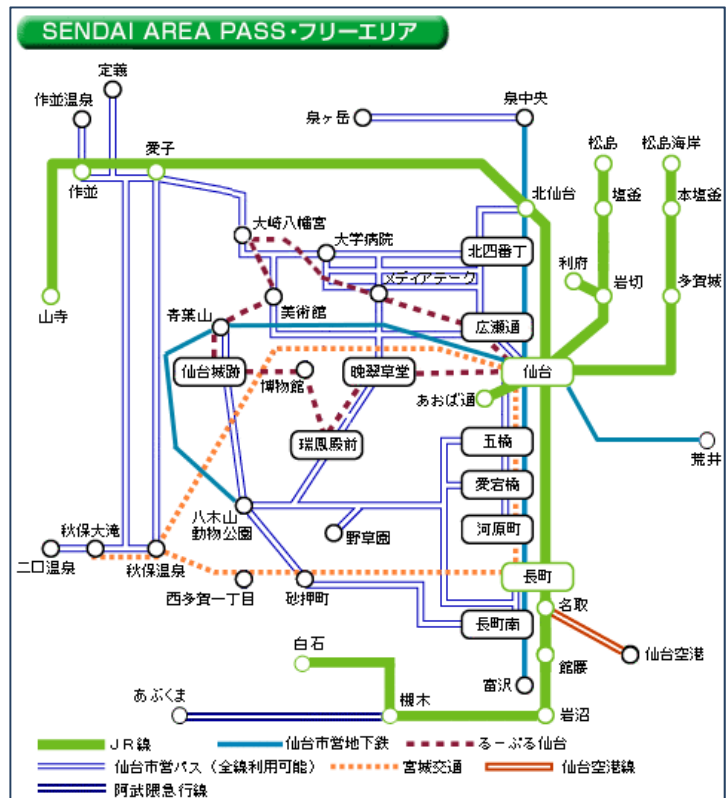 SENDAI AREA PASS・フリーエリア
定義
作並温泉
泉ヶ岳
泉中央
愛子
松島
松島海岸
作並
北仙台
塩釜
本塩釜
大崎八幡宮
大学病院
北四番丁
メディアテーク
利府
岩切
多賀城
山寺
青葉山
美術館
広瀬通
仙台城跡
博物館
晩翠草堂
仙台
あおば通
瑞鳳殿前
五橋
荒井
愛宕橋
八木山
動物公園
野草園
河原町
秋保大滝
二口温泉
秋保温泉
長町
西多賀一丁目
砂押町
名取
長町南
白石
館腰
仙台空港
あぶくま
富沢
槻木
岩沼
JR線
仙台市営地下鉄
るーぷる仙台
仙台市営バス（全線利用可能）
宮城交通
仙台空港線
阿武隈急行線